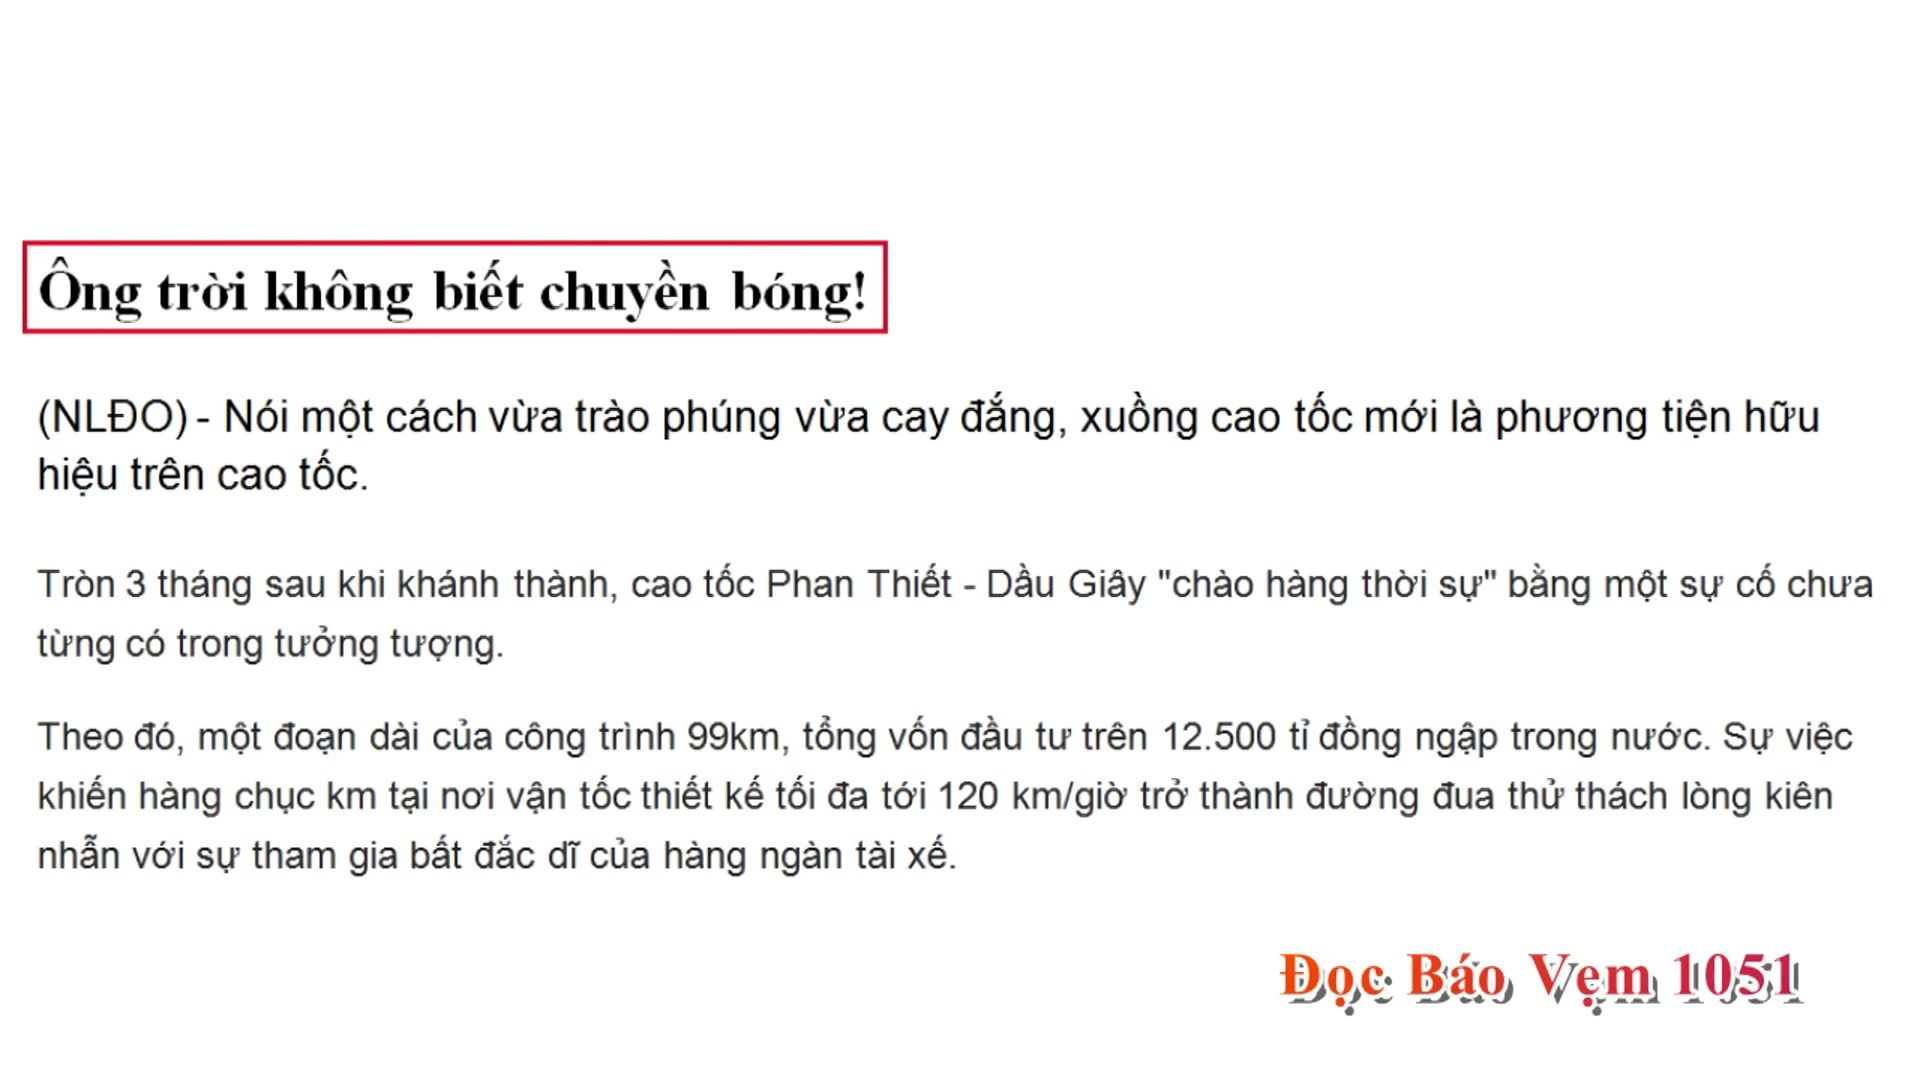 Ông trời không biết chuyền bóng!
(NLĐO) - Nói một cách vừa trào phúng vừa cay đắng, xuồng cao tốc mới là phương tiện hữu
hiệu trên cao tốc.
Tròn 3 tháng sau khi khánh thành, cao tốc Phan Thiết - Dầu Giây "chào hàng thời sự" bằng một sự cố chưa
từng có trong tưởng tượng.
Theo đó, một đoạn dài của công trình 99km, tổng vốn đầu tư trên 12.500 tỉ đồng ngập trong nước. Sự việc
khiến hàng chục km tại nơi vận tốc thiết kế tối đa tới 120 km/giờ trở thành đường đua thử thách lòng kiên
nhẫn với sự tham gia bất đắc dĩ của hàng ngàn tài xế.
Đọc Báo Vẹm 1051